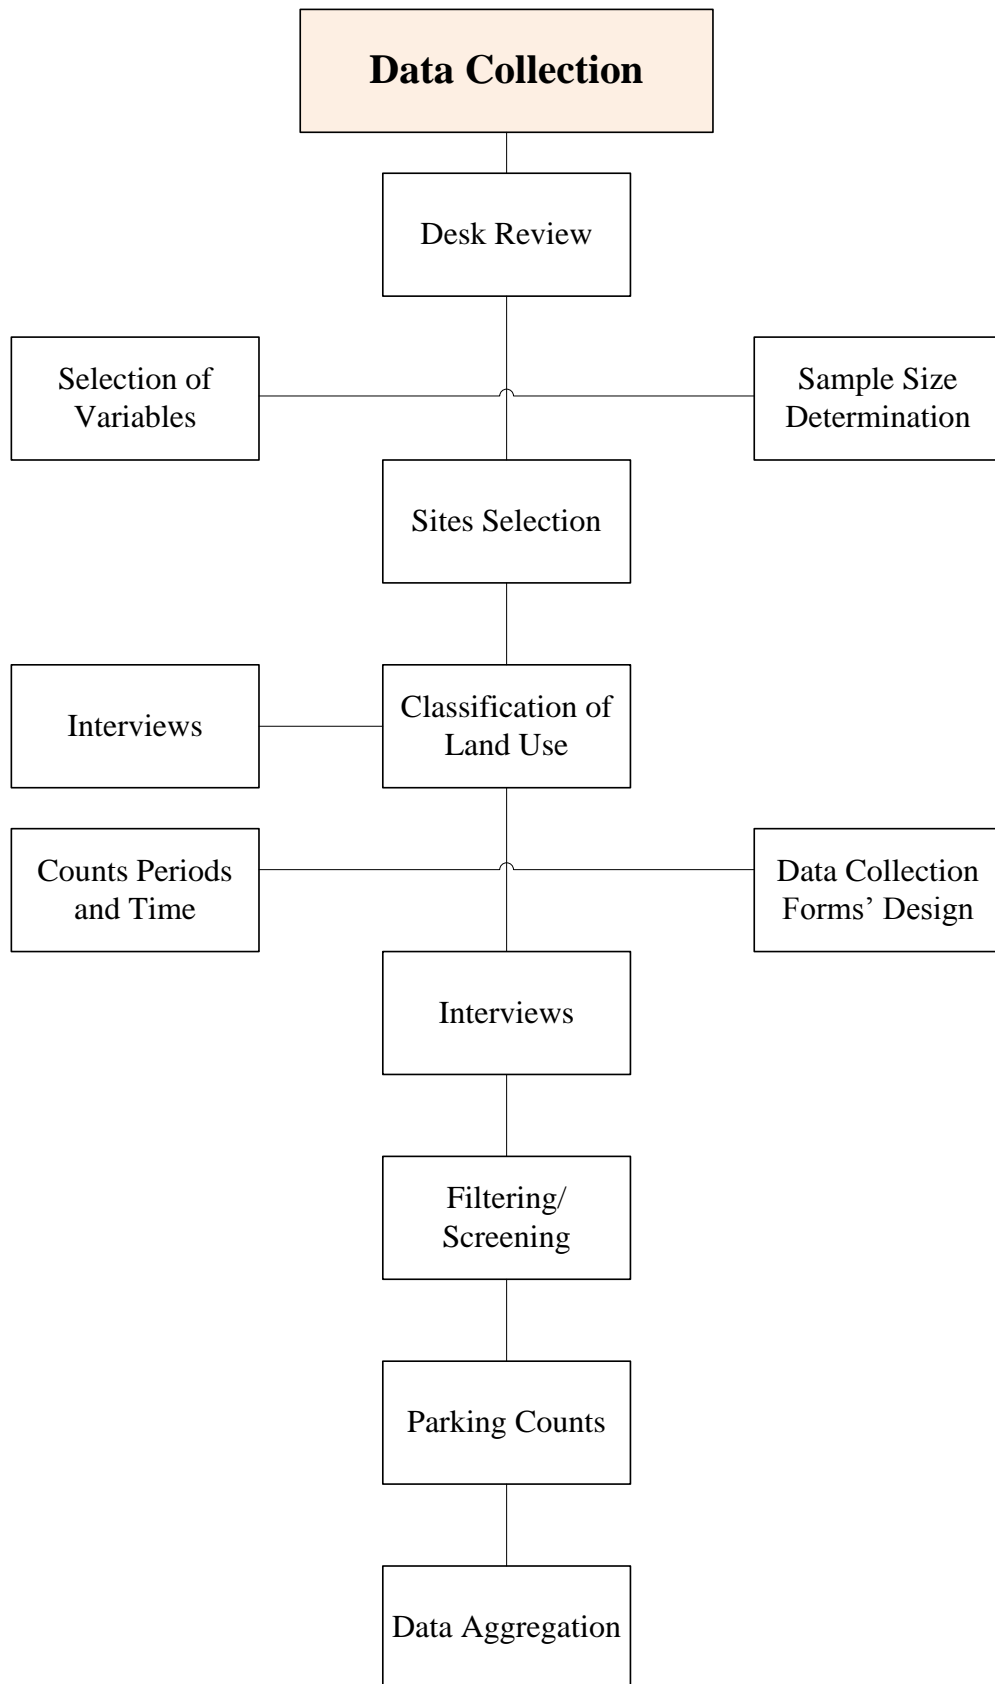 Data Collection
Desk Review
Selection of
Variables
Sample Size
Determination
Sites Selection
Interviews
Classification of
Land Use
Counts Periods
and Time
Data Collection
Forms’ Design
Interviews
Filtering/
Screening
Parking Counts
Data Aggregation